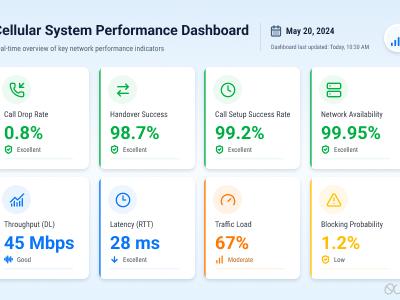 Cellular System Performance Dashboard
May 20, 2024
al-time overview of key network performance indicators
Dashboard last updated: Today, 10:30 AM
Call Drop Rate
Handover Success
Call Setup Success Rate
Network Availability
0.8%
98.7%
99.2%
99.95%
Excellent
Excellent
Excellent
Excellent
Throughput (DL)
Latency (RTT)
Traffic Load
Blocking Probability
45 Mbps
28 ms
67%
1.2%
Good
Excellent
Moderate
Low